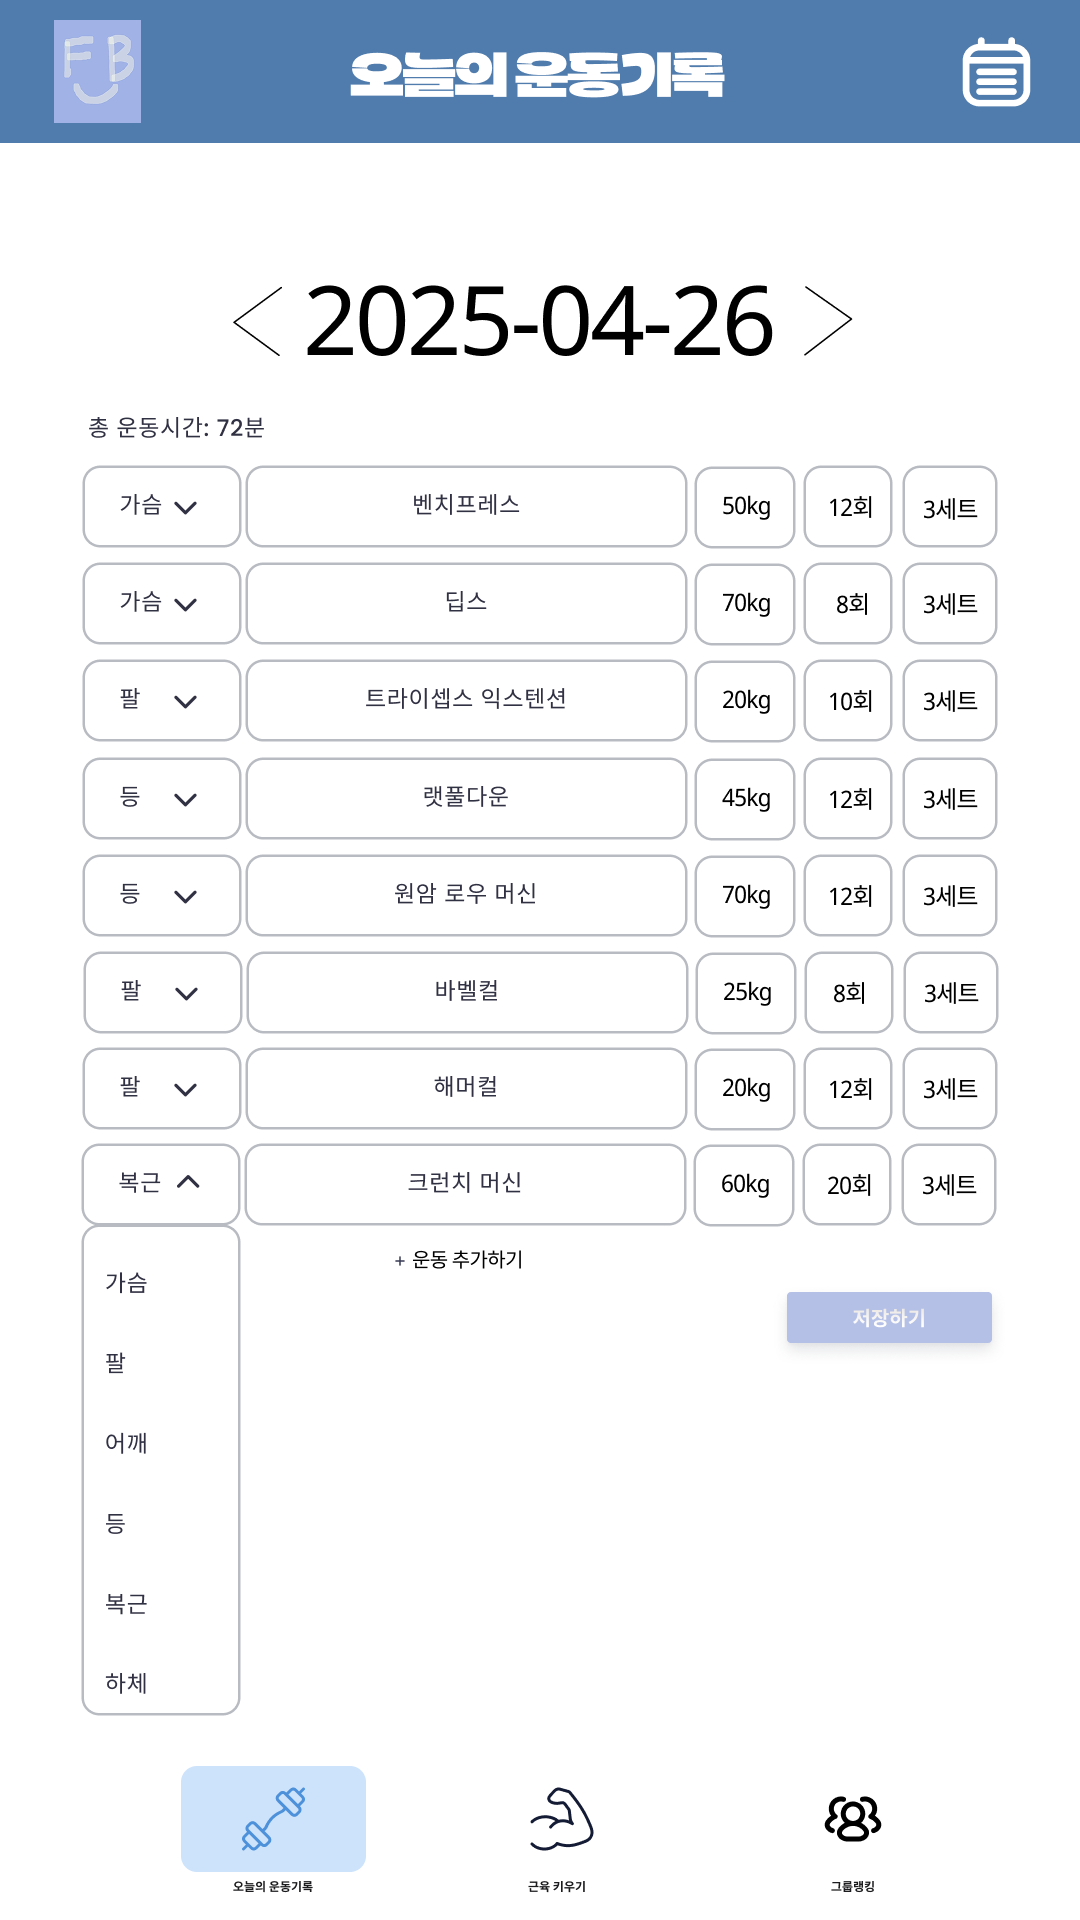 FB
오늘의 운동기록
2025-04-26
총 운동시간: 72분
가슴 벤치프레스 50kg 12회 3세트
가슴 딥스 70kg 8회 3세트
팔 트라이셉스 익스텐션 20kg 10회 3세트
등 랫풀다운 45kg 12회 3세트
등 원암 로우 머신 70kg 12회 3세트
팔 바벨컬 25kg 8회 3세트
팔 해머컬 20kg 12회 3세트
복근 크런치 머신 60kg 20회 3세트
+ 운동 추가하기
저장하기
가슴
팔
어깨
등
복근
하체
오늘의 운동기록 근육 키우기 그룹랭킹